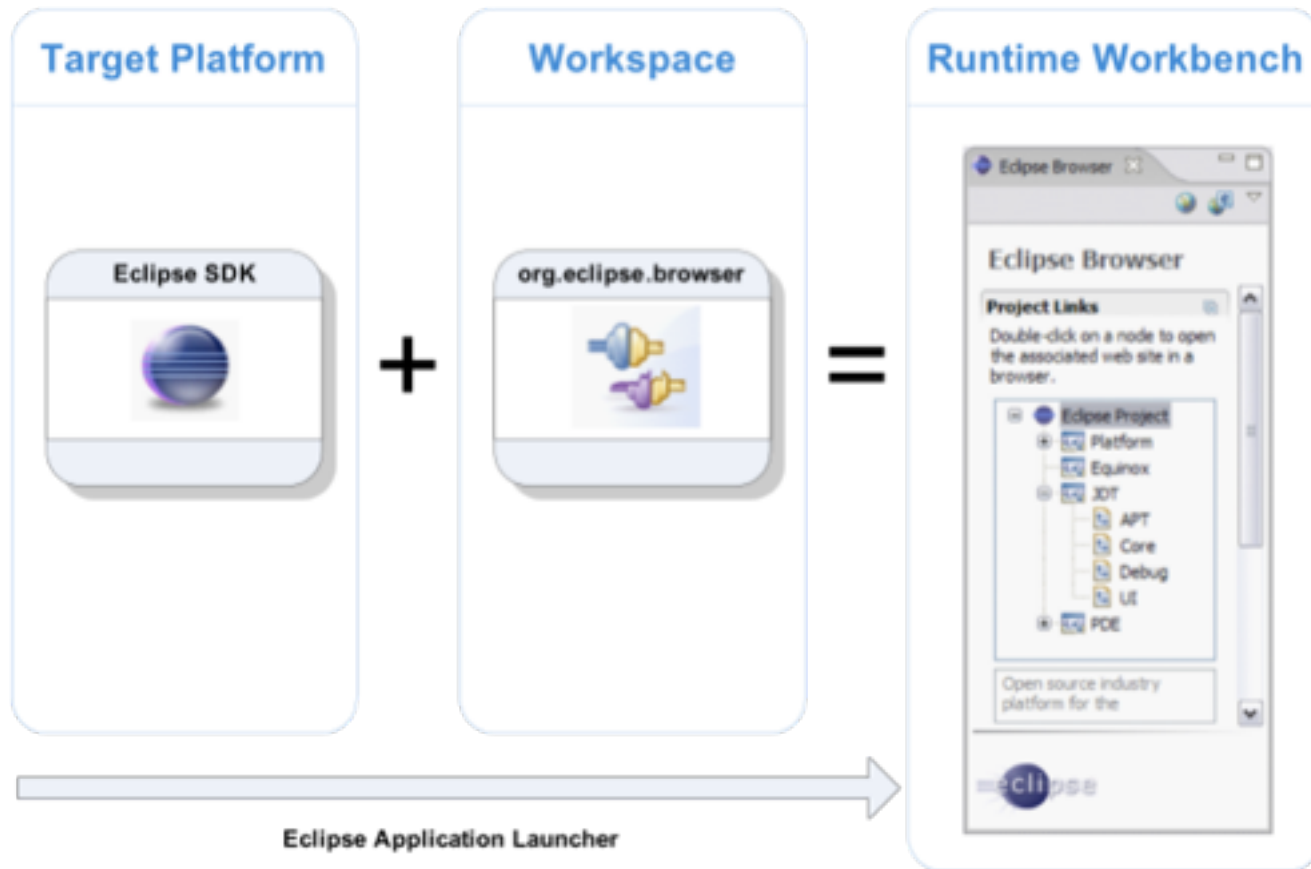 Target Platform
Workspace
Runtime Workbench
Eclipse SDK
+
org.eclipse.browser
=
Eclipse Browser
Eclipse Browser
Project Links
Double-click on a node to open
the associated web site in a
browser.
Eclipse Project
Platform
Equinox
JDT
APT
Core
Debug
UI
PDE
Open source industry
platform for the
eclipse
Eclipse Application Launcher